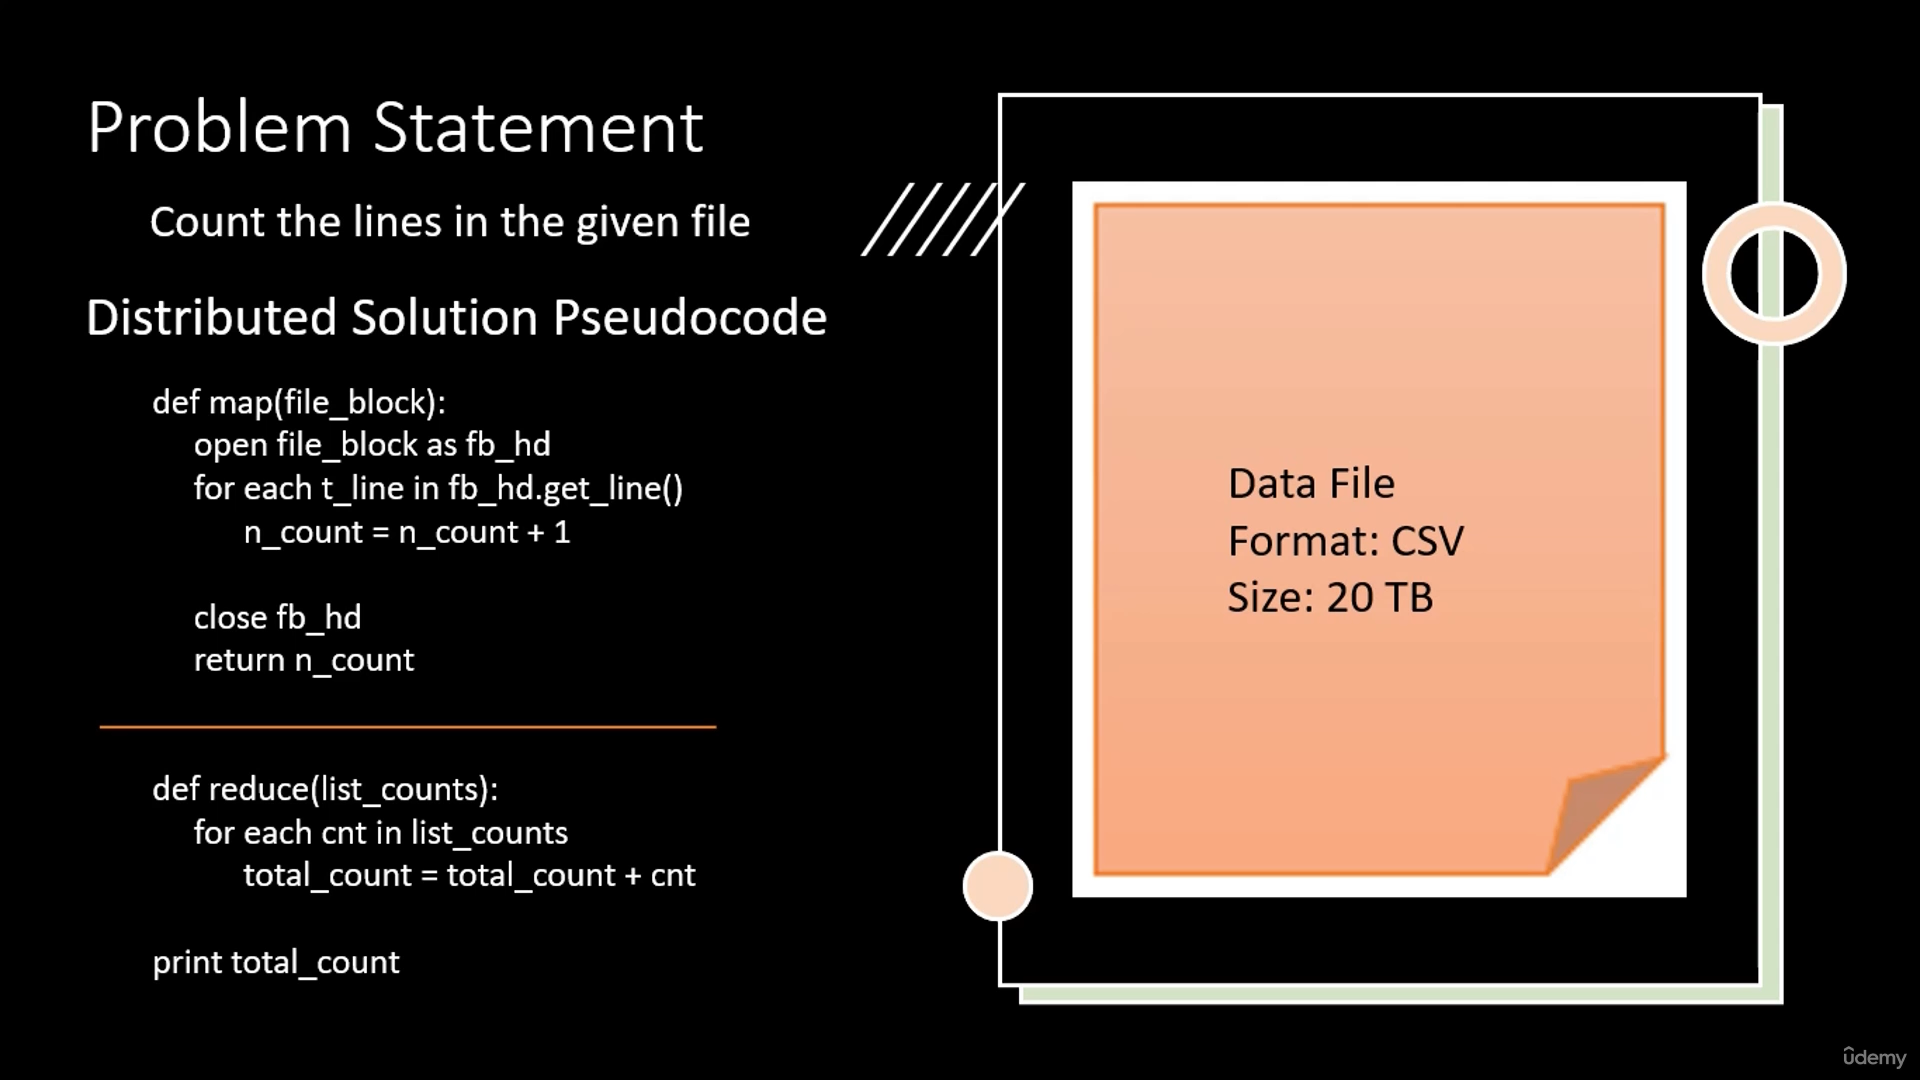 Problem Statement
Count the lines in the given file
Distributed Solution Pseudocode
def map(file_block):
open file_block as fb_hd
for each t_line in fb_hd.get_line()
n_count = n_count + 1
close fb_hd
return n_count
def reduce(list_counts):
for each cnt in list_counts
total_count = total_count + cnt
print total_count
Data File
Format: CSV
Size: 20 TB
ûdemy